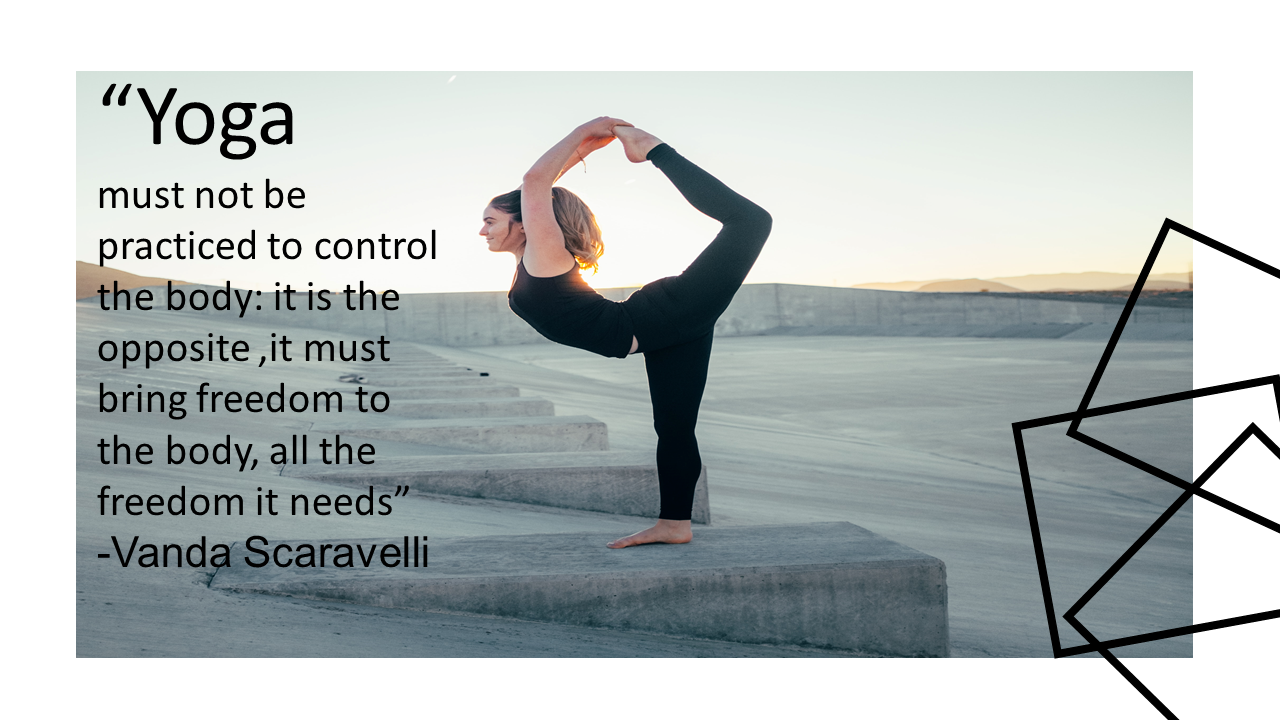 “Yoga
must not be
practiced to control
the body: it is the
opposite ,it must
bring freedom to
the body, all the
freedom it needs”
-Vanda Scaravelli